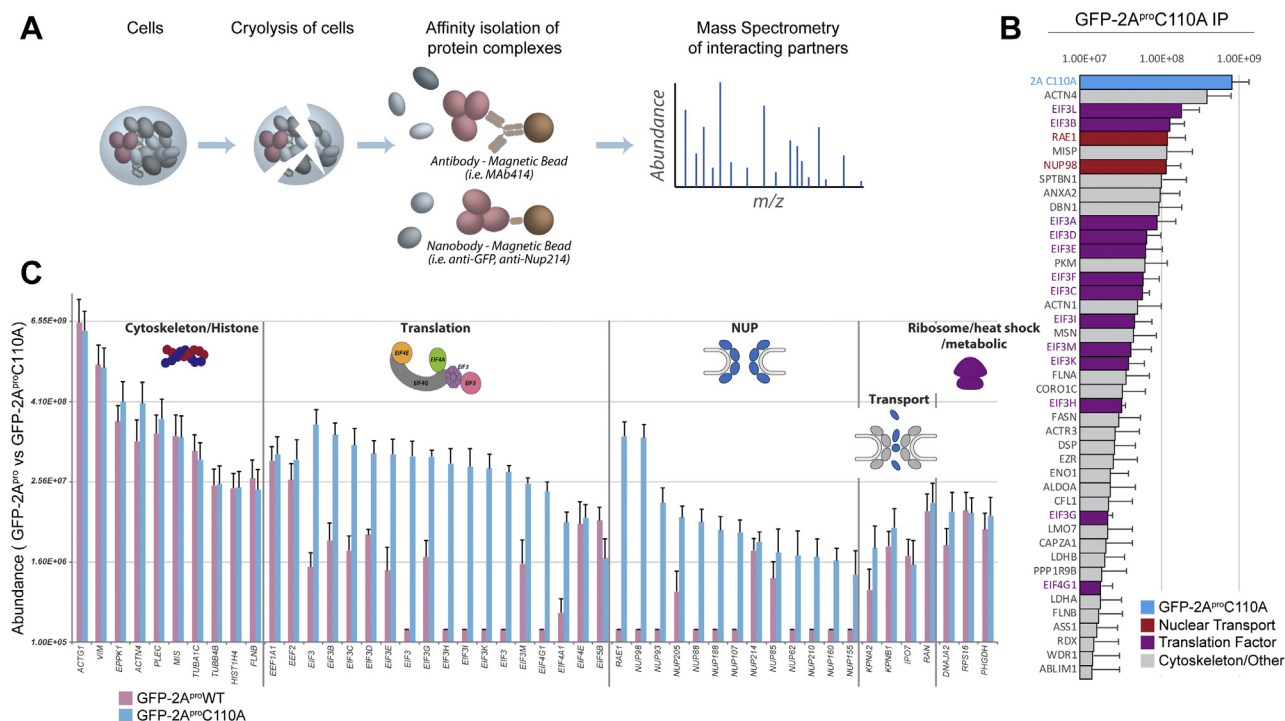 A
Cells
Cryolysis of cells
Affinity isolation of
protein complexes
Mass Spectrometry
of interacting partners
Antibody - Magnetic Bead
(i.e. MAb414)
Nanobody - Magnetic Bead
(i.e. anti-GFP, anti-Nup214)
Abundance
m/z
B
GFP-2AproC110A IP
1.00E+07 1.00E+08 1.00E+09
2A C110A
ACTN4
EIF3L
EIF3B
RAE1
MISP
NUP98
SPTBN1
ANXA2
DBN1
EIF3A
EIF3D
EIF3E
PKM
EIF3F
EIF3C
ACTN1
EIF3I
MSN
EIF3M
EIF3K
FLNA
CORO1C
EIF3H
FASN
ACTR3
DSP
EZR
ENO1
ALDOA
CFL1
EIF3G
LMO7
CAPZA1
LDHB
PPP1R9B
EIF4G1
LDHA
FLNB
ASS1
RDX
WDR1
ABLIM1
GFP-2AproC110A
Nuclear Transport
Translation Factor
Cytoskeleton/Other
C
Abundance ( GFP-2Apro vs GFP-2AproC110A)
6.55E+09
4.10E+08
2.56E+07
1.60E+06
1.00E+05
Cytoskeleton/Histone
Translation
NUP
Transport
Ribosome/heat shock
/metabolic
EIF4E
EIF4A
EIF4G
EIF3
EIF3
ACTG1
VIM
EPPK1
ACTN4
PLEC
MIS
TUBA1C
TUBB4B
HIST1H4
FLNB
EEF1A1
EEF2
EIF3
EIF3B
EIF3C
EIF3D
EIF3E
EIF3
EIF3G
EIF3H
EIF3I
EIF3K
EIF3
EIF3M
EIF4G1
EIF4A1
EIF4E
EIF5B
RAE1
NUP98
NUP93
NUP205
NUP88
NUP188
NUP107
NUP214
NUP85
NUP62
NUP210
NUP160
NUP155
KPNA2
KPNB1
IPO7
RAN
DNAJA2
RPS16
PHGDH
GFP-2AproWT
GFP-2AproC110A